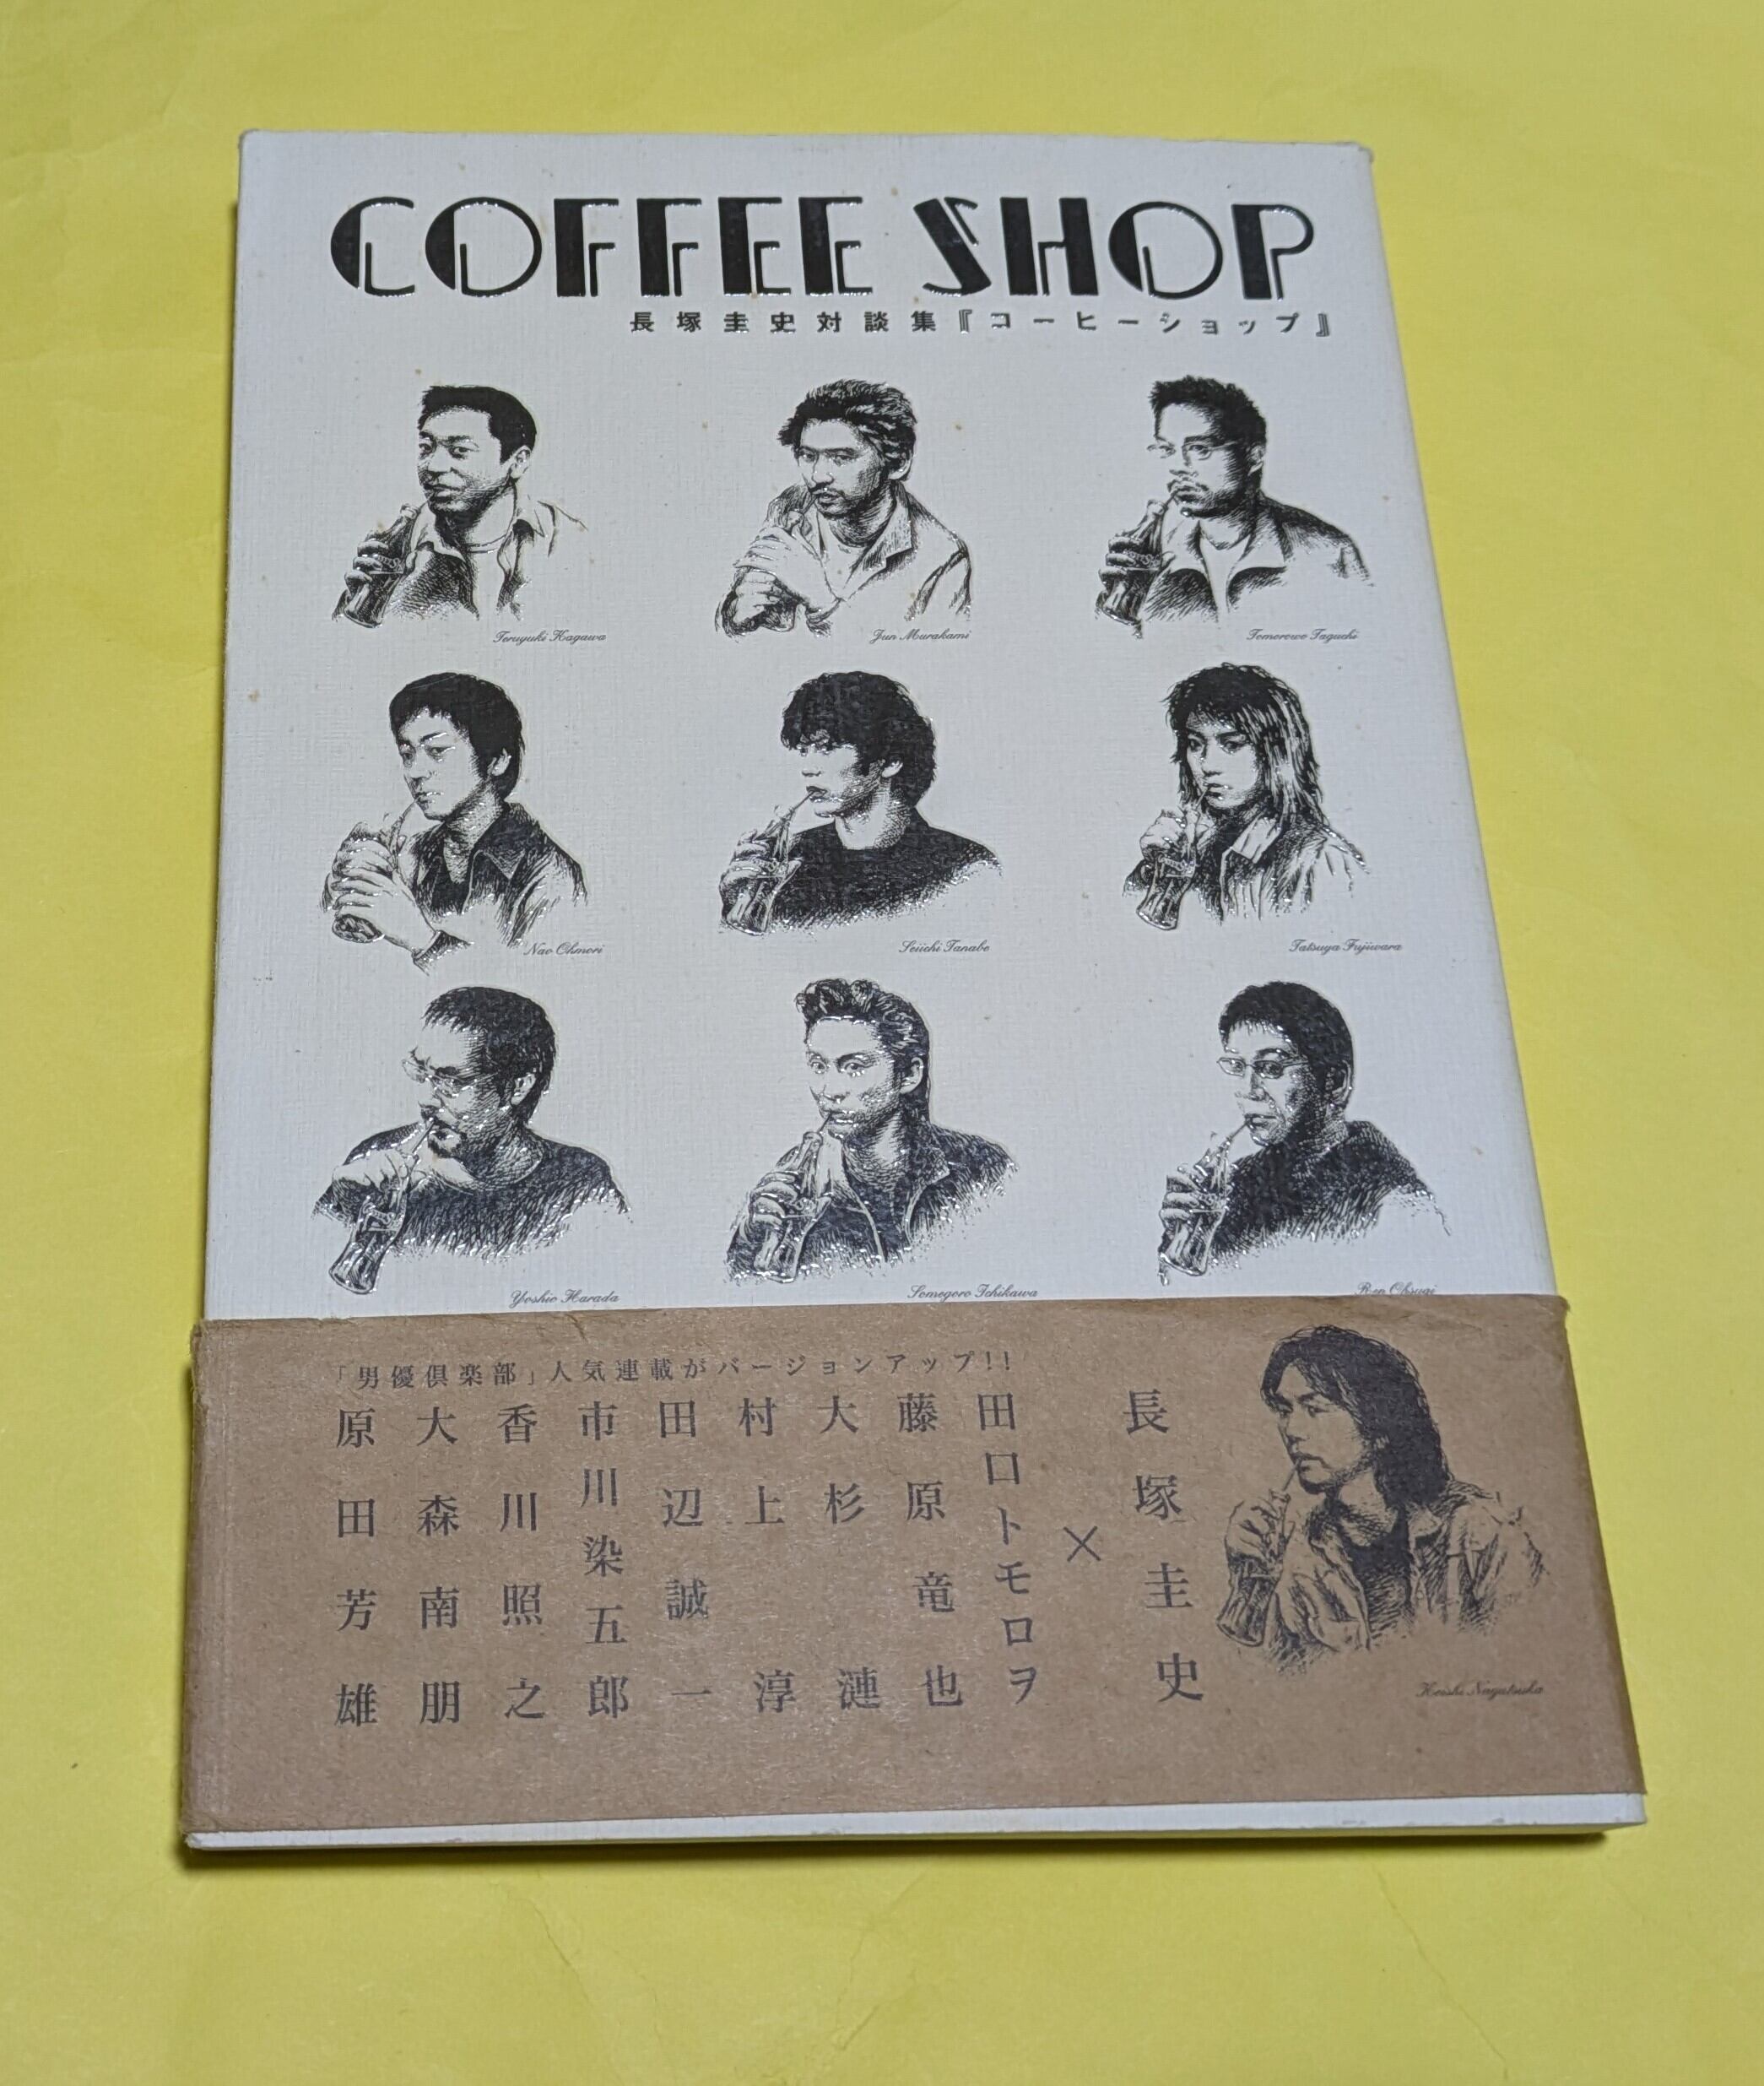 COFFEE SHOP
長塚圭史対談集『コーヒーショップ』
Teruyuki Kagawa
Jun Murakami
Tomorowo Taguchi
Nao Ohmori
Seiichi Tanabe
Tatsuya Fujiwara
Yoshio Harada
Somegoro Ichikawa
Ren Ohsugi
「男優倶楽部」人気連載がバージョンアップ!!
長塚圭史
×
田口トモロヲ
藤原竜也
大杉漣
村上淳
田辺誠一
市川染五郎
香川照之
大森南朋
原田芳雄
Keishi Nagatsuka